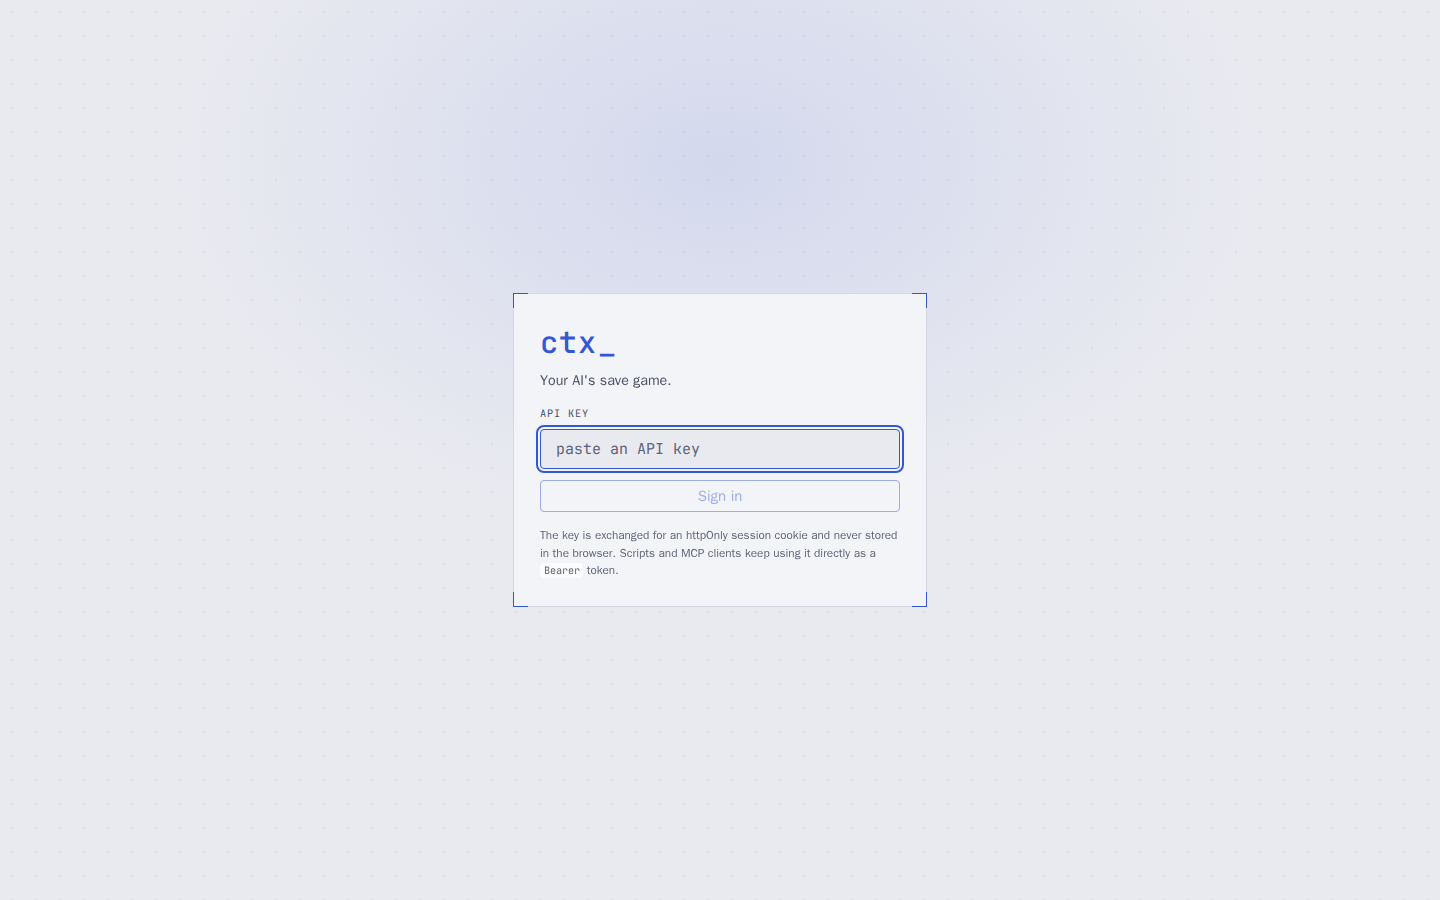 ctx_
Your AI's save game.
API KEY
paste an API key
Sign in
The key is exchanged for an httpOnly session cookie and never stored
in the browser. Scripts and MCP clients keep using it directly as a
Bearer token.